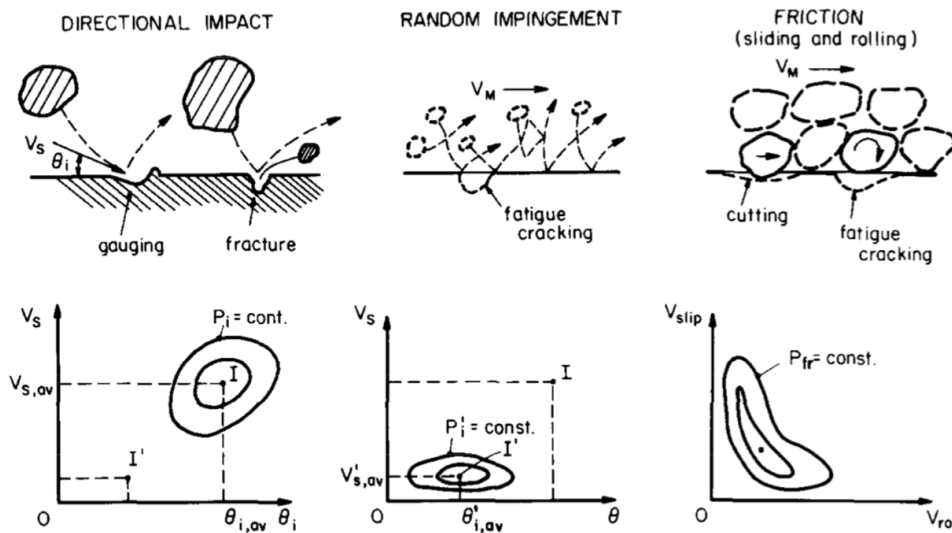 DIRECTIONAL IMPACT
RANDOM IMPINGEMENT
FRICTION
(sliding and rolling)
V_S
θ_i
gauging
fracture
V_M
fatigue
cracking
V_M
cutting
fatigue
cracking
V_S
P_i = cont.
V_S,av
I
I'
O
θ_i,av
θ_i
V_S
I
P'_i = const.
I'
V'_s,av
O
θ'_i,av
θ
V_slip
P_fr = const.
O
V_ro